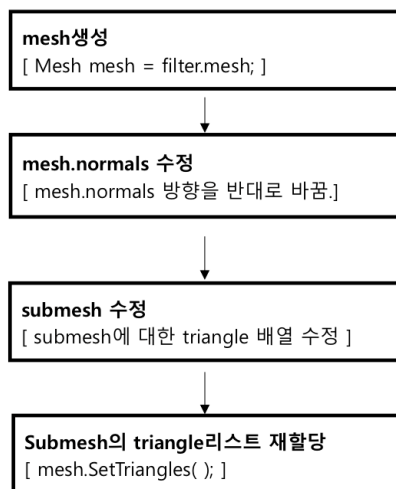 mesh생성
[ Mesh mesh = filter.mesh; ]
mesh.normals 수정
[ mesh.normals 방향을 반대로 바꿈.]
submesh 수정
[ submesh에 대한 triangle 배열 수정 ]
Submesh의 triangle리스트 재할당
[ mesh.SetTriangles( ); ]